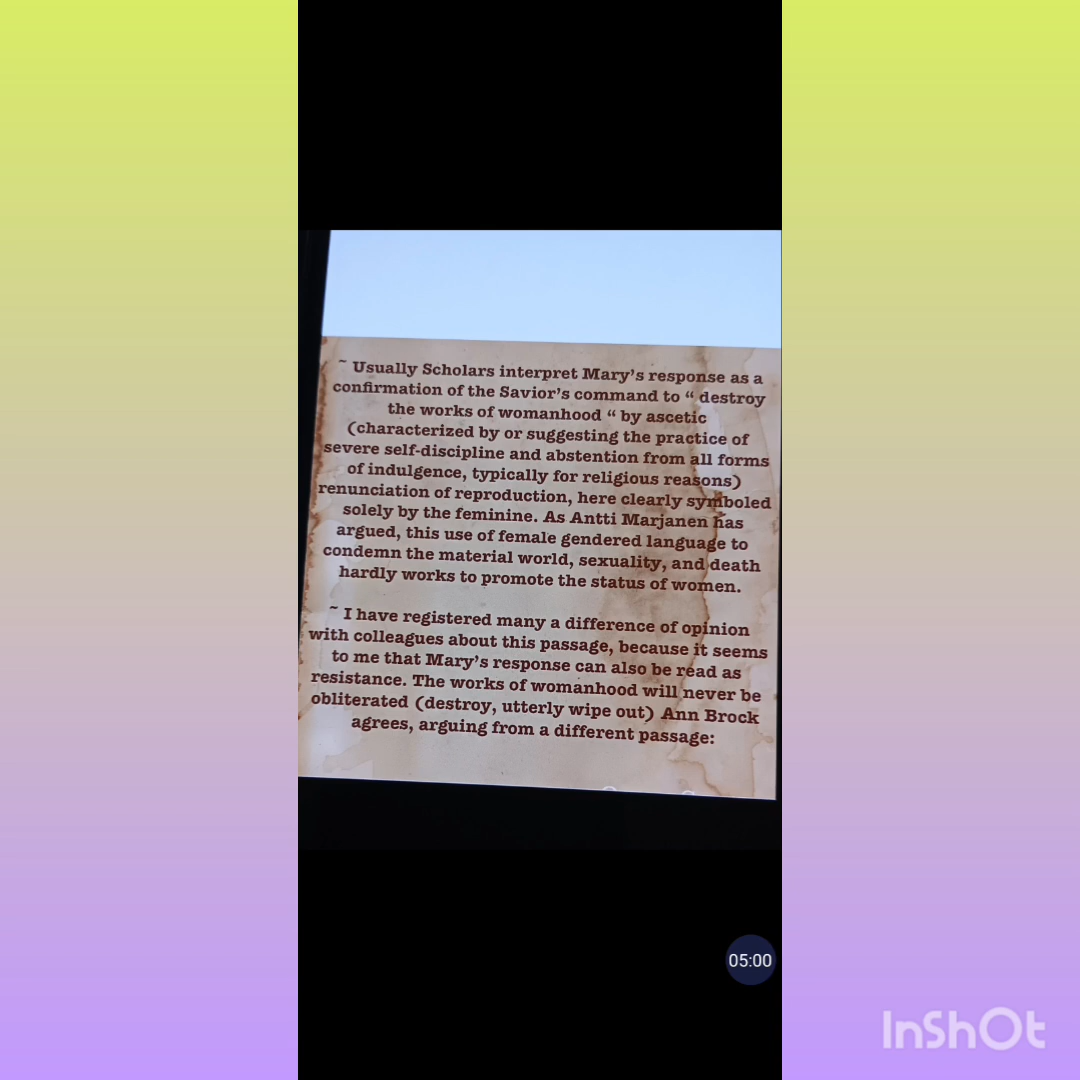 ~ Usually Scholars interpret Mary's response as a
confirmation of the Savior's command to “ destroy
the works of womanhood “ by ascetic
(characterized by or suggesting the practice of
severe self-discipline and abstention from all forms
of indulgence, typically for religious reasons)
renunciation of reproduction, here clearly symboled
solely by the feminine. As Antti Marjanen has
argued, this use of female gendered language to
condemn the material world, sexuality, and death
hardly works to promote the status of women.
~ I have registered many a difference of opinion
with colleagues about this passage, because it seems
to me that Mary's response can also be read as
resistance. The works of womanhood will never be
obliterated (destroy, utterly wipe out) Ann Brock
agrees, arguing from a different passage:
05:00
InShOt